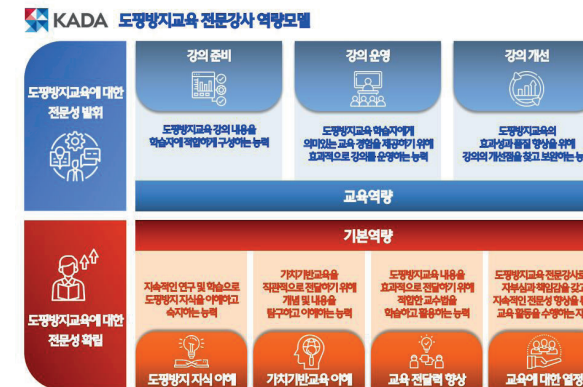 KADA 도핑방지교육 전문강사 역량모델
도핑방지교육에 대한
전문성 발휘
강의 준비
도핑방지교육 강의 내용을
학습자에 적합하게 구성하는 능력
강의 운영
도핑방지교육 학습자에게
의미있는 교육 경험을 제공하기 위해
효과적으로 강의를 운영하는 능력
강의 개선
도핑방지교육의
효과성과 품질 향상을 위해
강의의 개선점을 찾고 보완하는
교육역량
기본역량
도핑방지교육에 대한
전문성 확립
지속적인 연구 및 학습으로
도핑방지 지식을 이해하고
숙지하는 능력
도핑방지 지식 이해
가치기반교육을
직관적으로 전달하기 위해
개념 및 내용을
탐구하고 이해하는 능력
가치기반교육 이해
도핑방지교육 내용을
효과적으로 전달하기 위해
적합한 교수법을
학습하고 활용하는 능력
교육 전달력 향상
도핑방지교육 전문강사로
자부심과 책임감을 갖고
지속적인 전문성 향상을
교육 활동을 수행하는
교육에 대한 열정